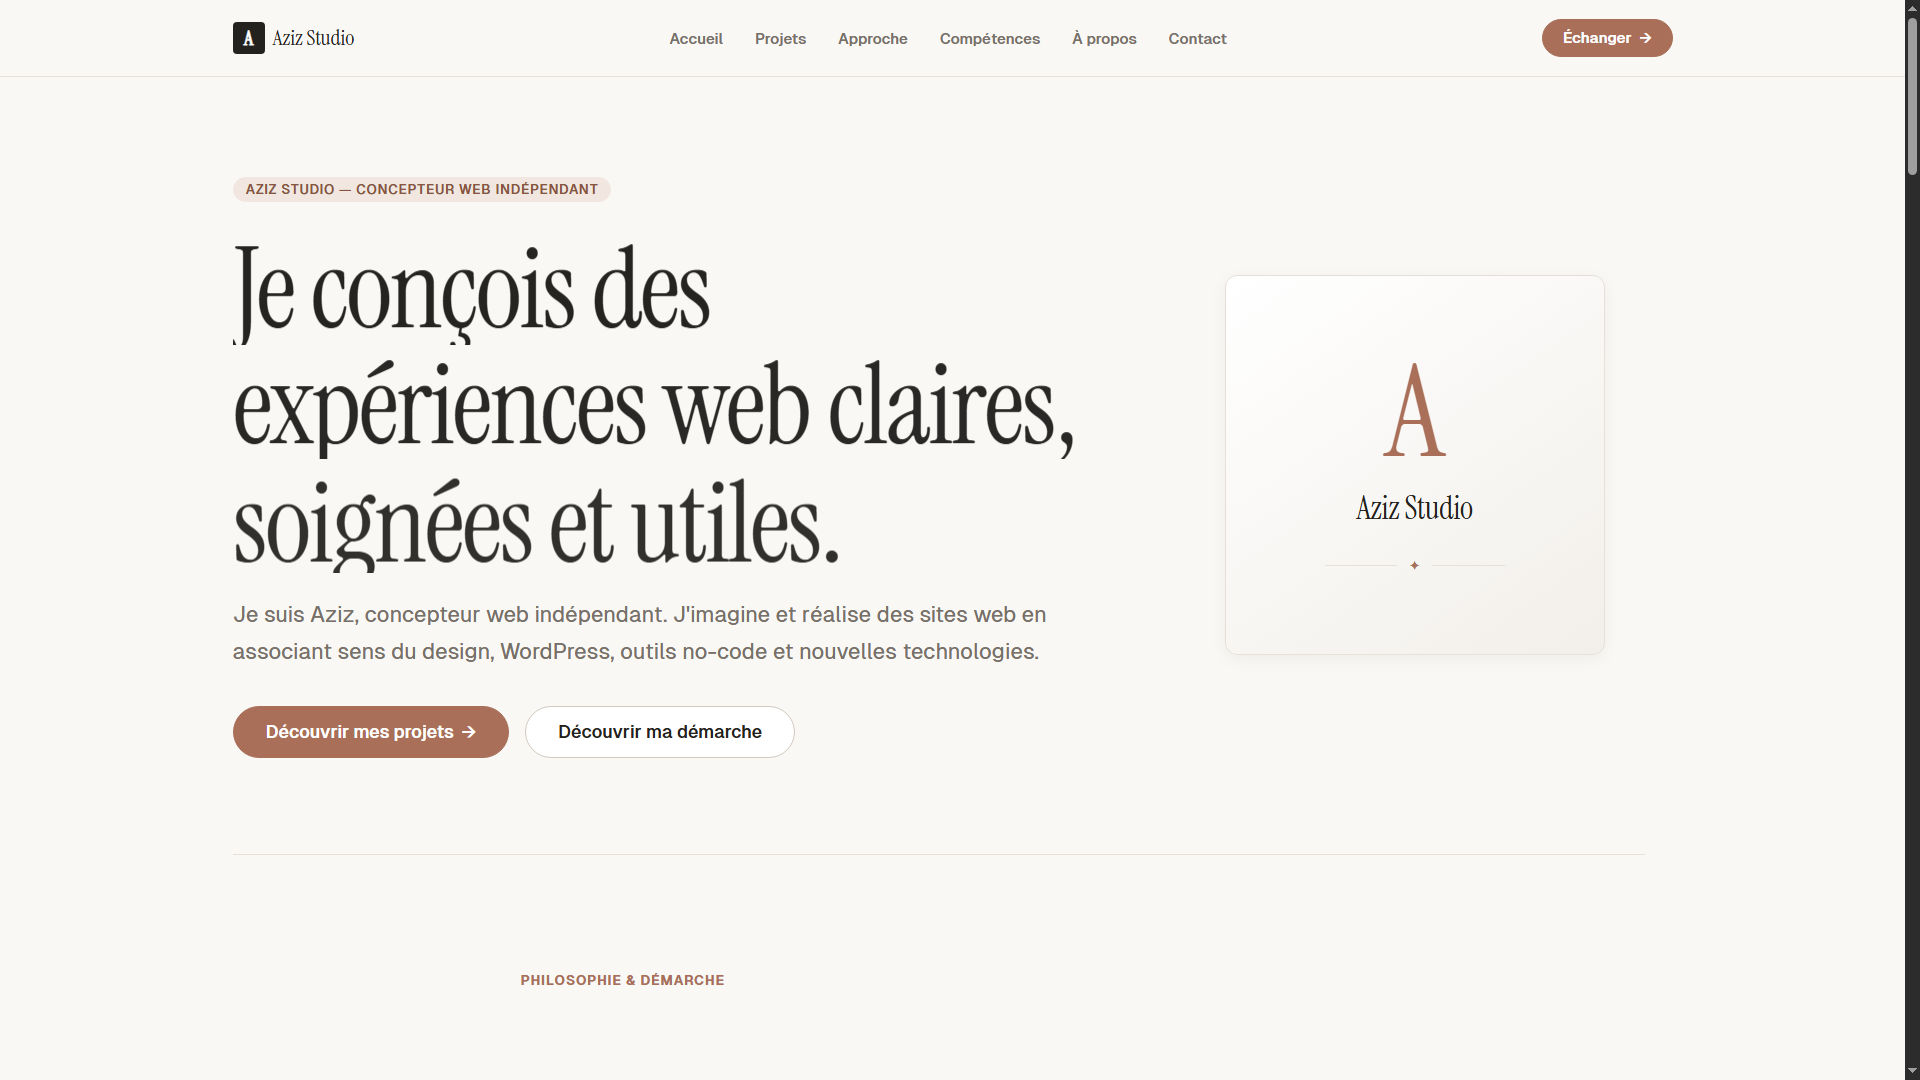 A Aziz Studio
Accueil Projets Approche Compétences À propos Contact
Échanger →
AZIZ STUDIO — CONCEPTEUR WEB INDÉPENDANT
Je conçois des
expériences web claires,
soignées et utiles.
Je suis Aziz, concepteur web indépendant. J'imagine et réalise des sites web en
associant sens du design, WordPress, outils no-code et nouvelles technologies.
Découvrir mes projets →
Découvrir ma démarche
A
Aziz Studio
PHILOSOPHIE & DÉMARCHE